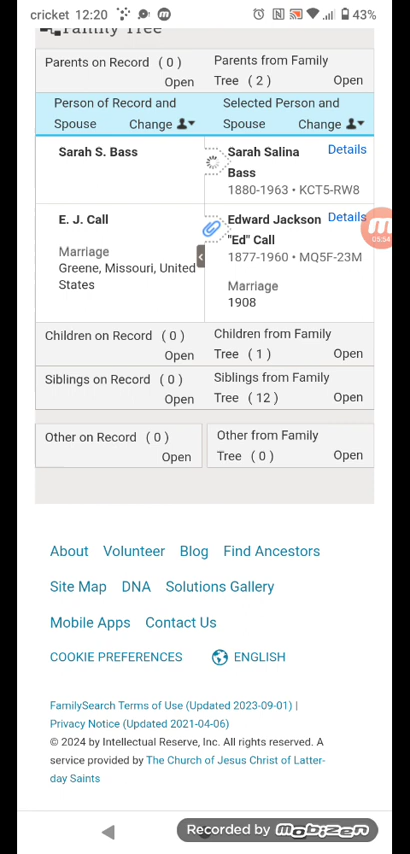 cricket 12:20 43%
Family Tree
Parents on Record ( 0 )
Open
Parents from Family
Tree ( 2 ) Open
Person of Record and
Spouse Change
Selected Person and
Spouse Change
Sarah S. Bass
Sarah Salina Details
Bass
1880-1963 • KCT5-RW8
E. J. Call
Marriage
Greene, Missouri, United
States
Edward Jackson Details
"Ed" Call
1877-1960 • MQ5F-23M
Marriage
1908
03:54
Children on Record ( 0 )
Open
Children from Family
Tree ( 1 ) Open
Siblings on Record ( 0 )
Open
Siblings from Family
Tree ( 12 ) Open
Other on Record ( 0 )
Open
Other from Family
Tree ( 0 ) Open
About Volunteer Blog Find Ancestors
Site Map DNA Solutions Gallery
Mobile Apps Contact Us
COOKIE PREFERENCES ENGLISH
FamilySearch Terms of Use (Updated 2023-09-01) |
Privacy Notice (Updated 2021-04-06)
© 2024 by Intellectual Reserve, Inc. All rights reserved. A
service provided by The Church of Jesus Christ of Latter-
day Saints
Recorded by mobizen